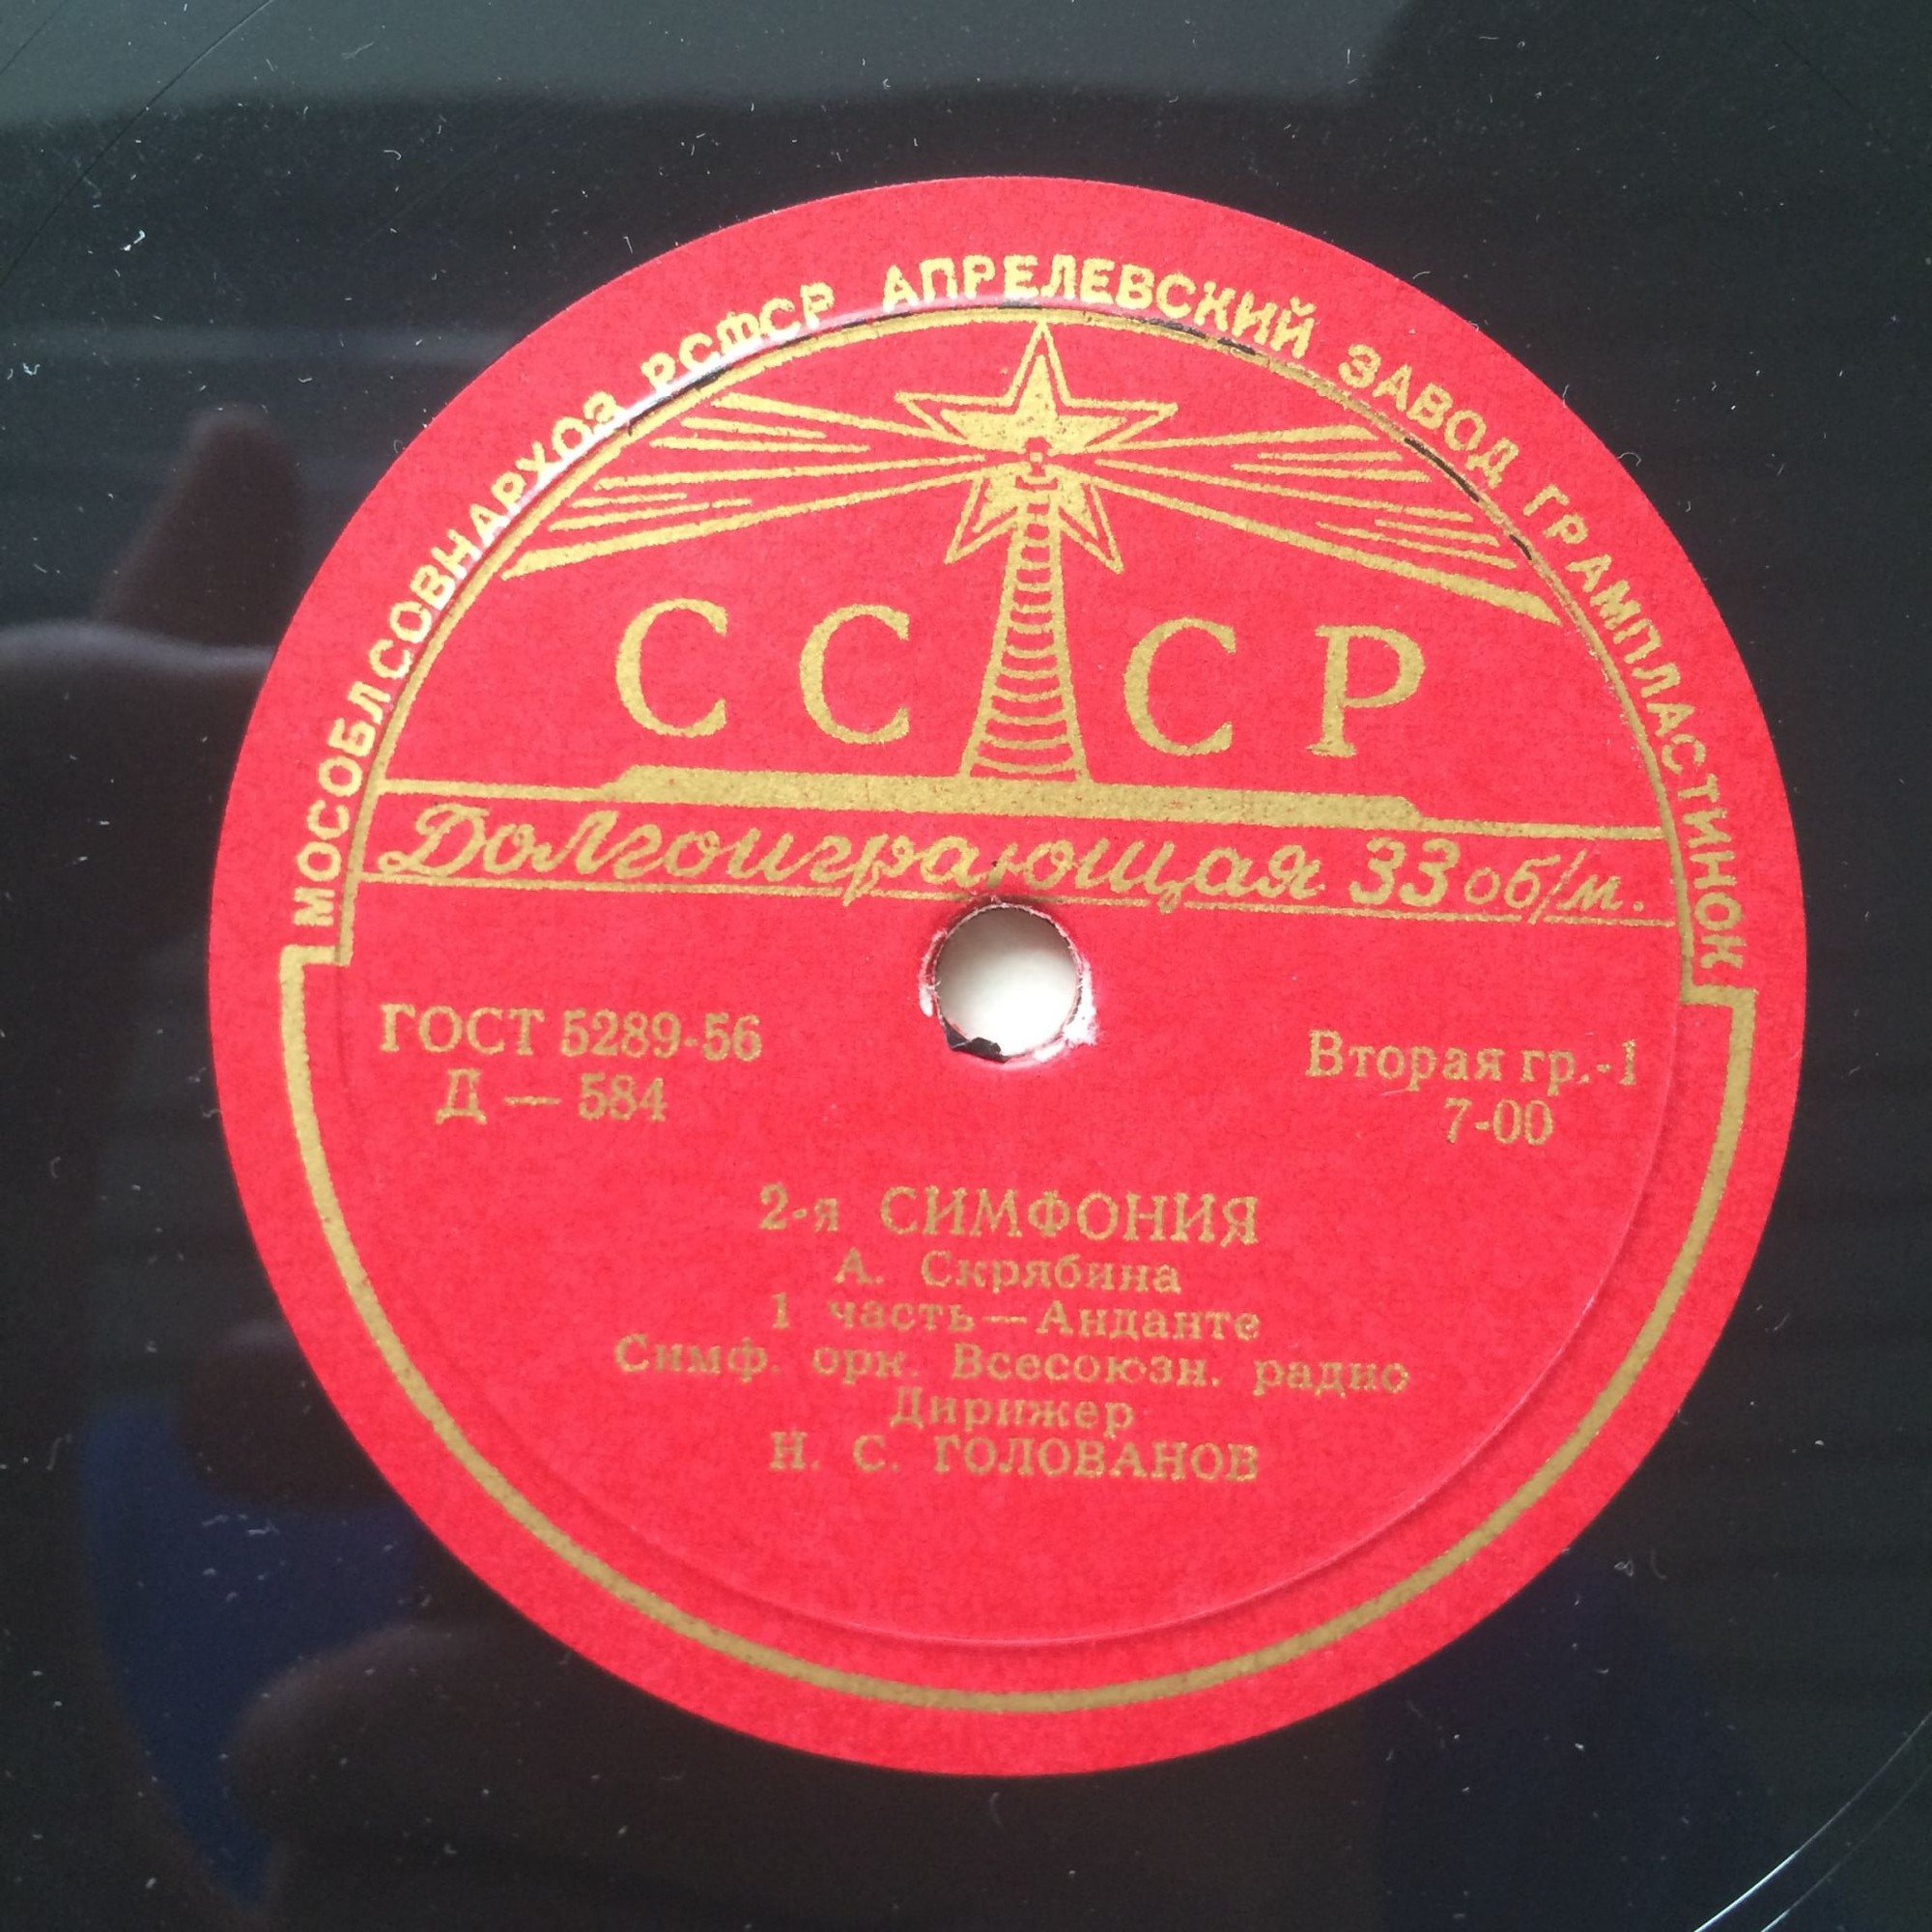 МОСОБЛСОВНАРХОЗ РСФСР АПРЕЛЕВСКИЙ ЗАВОД ГРАМПЛАСТИНОК
СССР
Долгоиграющая 33 об/м.
ГОСТ 5289-56
Д — 584
Вторая гр.-1
7-00
2-я СИМФОНИЯ
А. Скрябина
1 часть — Анданте
Симф. орк. Всесоюзн. радио
Дирижер
Н. С. ГОЛОВАНОВ